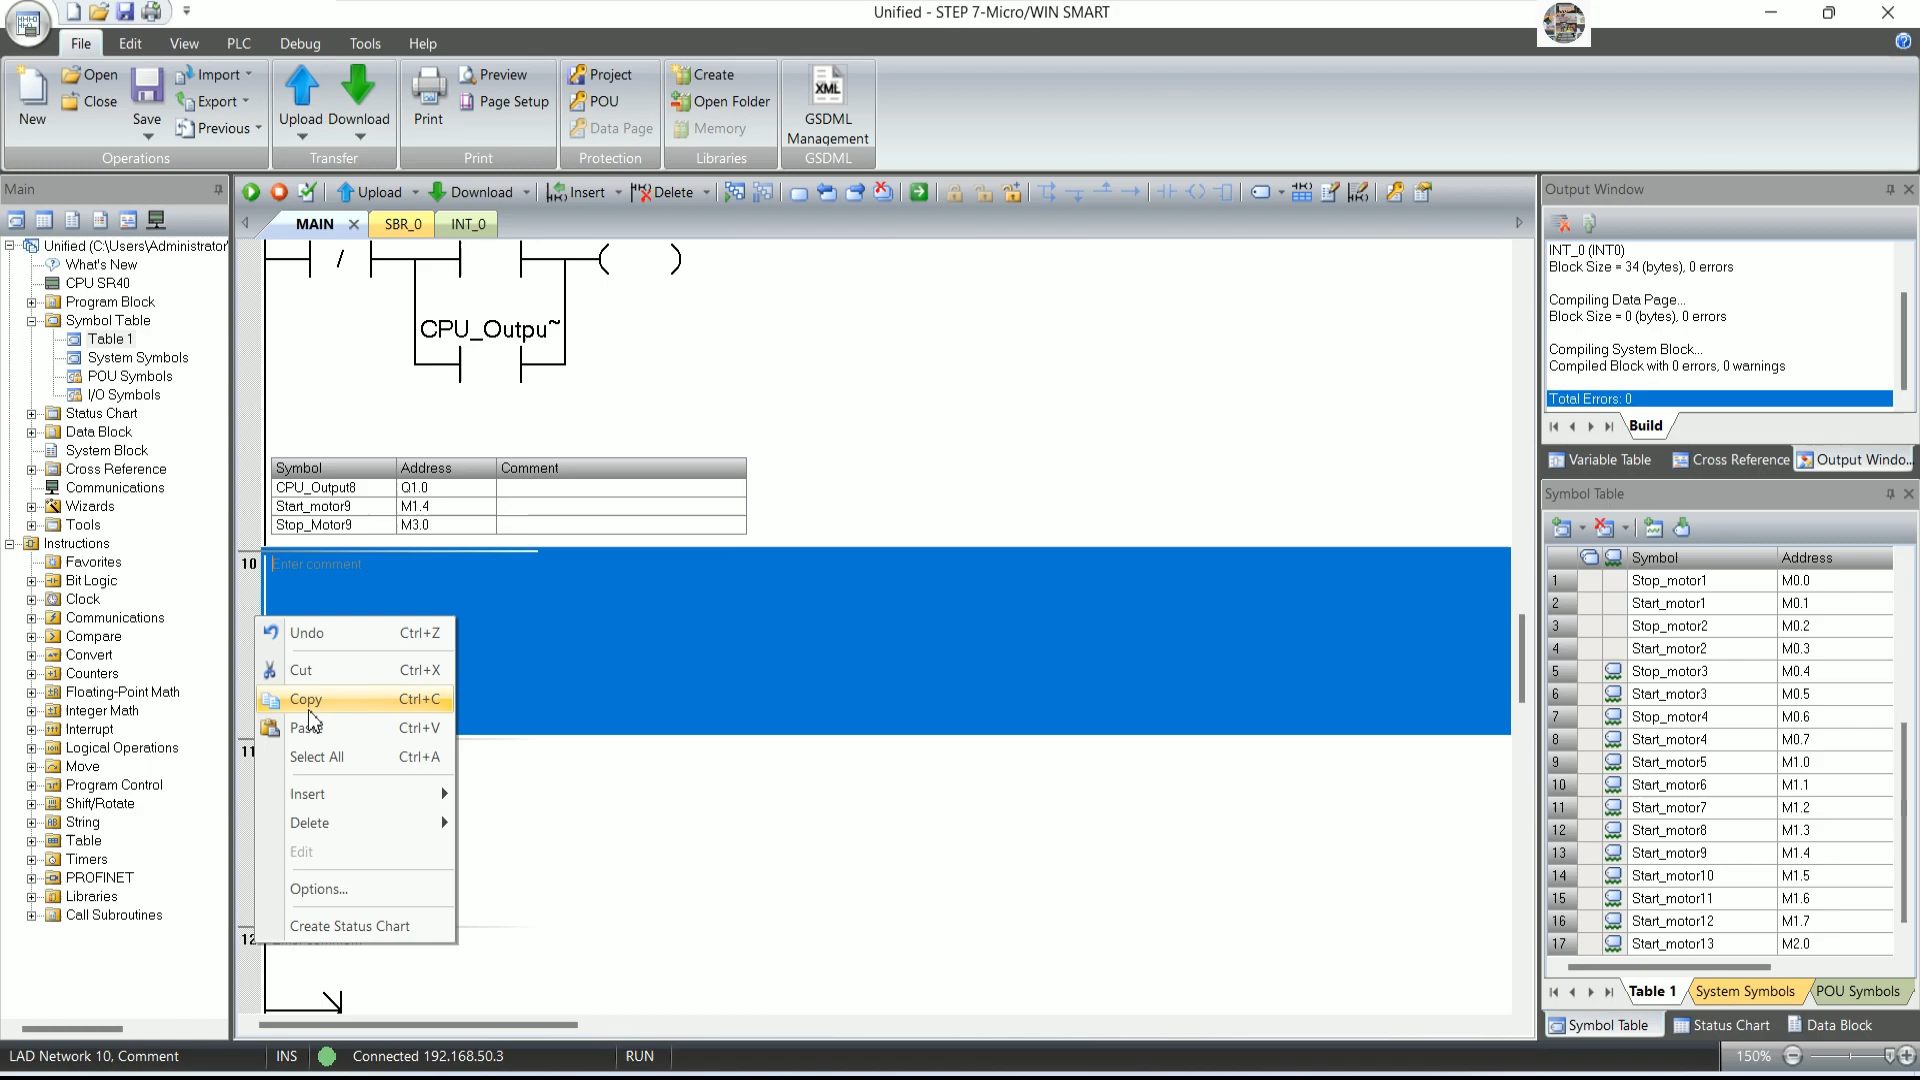 Unified - STEP 7-Micro/WIN SMART
File Edit View PLC Debug Tools Help
New
Open
Close
Save
Import
Export
Previous
Operations
Upload
Download
Transfer
Print
Preview
Page Setup
Print
Project
POU
Data Page
Protection
Create
Open Folder
Memory
Libraries
XML
GSDML
Management
GSDML
Main
Unified (C:\Users\Administrator
What's New
CPU SR40
Program Block
Symbol Table
Table 1
System Symbols
POU Symbols
I/O Symbols
Status Chart
Data Block
System Block
Cross Reference
Communications
Wizards
Tools
Instructions
Favorites
Bit Logic
Clock
Communications
Compare
Convert
Counters
Floating-Point Math
Integer Math
Interrupt
Logical Operations
Move
Program Control
Shift/Rotate
String
Table
Timers
PROFINET
Libraries
Call Subroutines
Upload Download Insert Delete
MAIN SBR_0 INT_0
CPU_Outpu~
Symbol Address Comment
CPU_Output8 Q1.0
Start_motor9 M1.4
Stop_Motor9 M3.0
10 Enter comment
11
12
Undo Ctrl+Z
Cut Ctrl+X
Copy Ctrl+C
Paste Ctrl+V
Select All Ctrl+A
Insert
Delete
Edit
Options...
Create Status Chart
Output Window
INT_0 (INT0)
Block Size = 34 (bytes), 0 errors
Compiling Data Page...
Block Size = 0 (bytes), 0 errors
Compiling System Block...
Compiled Block with 0 errors, 0 warnings
Total Errors: 0
Build
Variable Table Cross Reference Output Windo...
Symbol Table
Symbol Address
1 Stop_motor1 M0.0
2 Start_motor1 M0.1
3 Stop_motor2 M0.2
4 Start_motor2 M0.3
5 Stop_motor3 M0.4
6 Start_motor3 M0.5
7 Stop_motor4 M0.6
8 Start_motor4 M0.7
9 Start_motor5 M1.0
10 Start_motor6 M1.1
11 Start_motor7 M1.2
12 Start_motor8 M1.3
13 Start_motor9 M1.4
14 Start_motor10 M1.5
15 Start_motor11 M1.6
16 Start_motor12 M1.7
17 Start_motor13 M2.0
Table 1 System Symbols POU Symbols
Symbol Table Status Chart Data Block
LAD Network 10, Comment INS Connected 192.168.50.3 RUN 150%